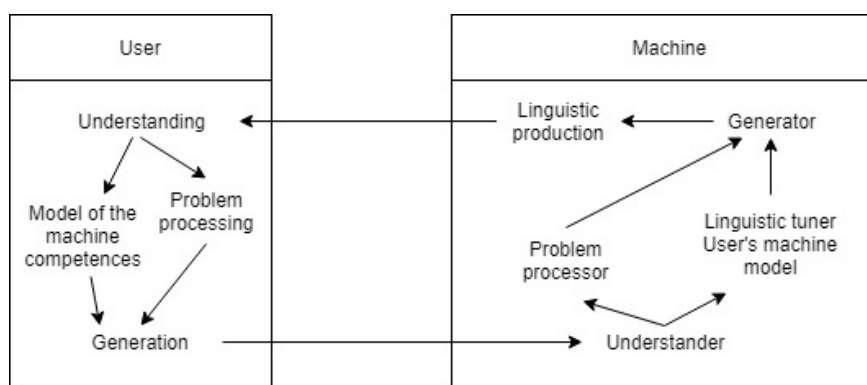 User
Machine
Understanding
Model of the
machine
competences
Problem
processing
Generation
Linguistic
production
Generator
Problem
processor
Linguistic tuner
User's machine
model
Understander